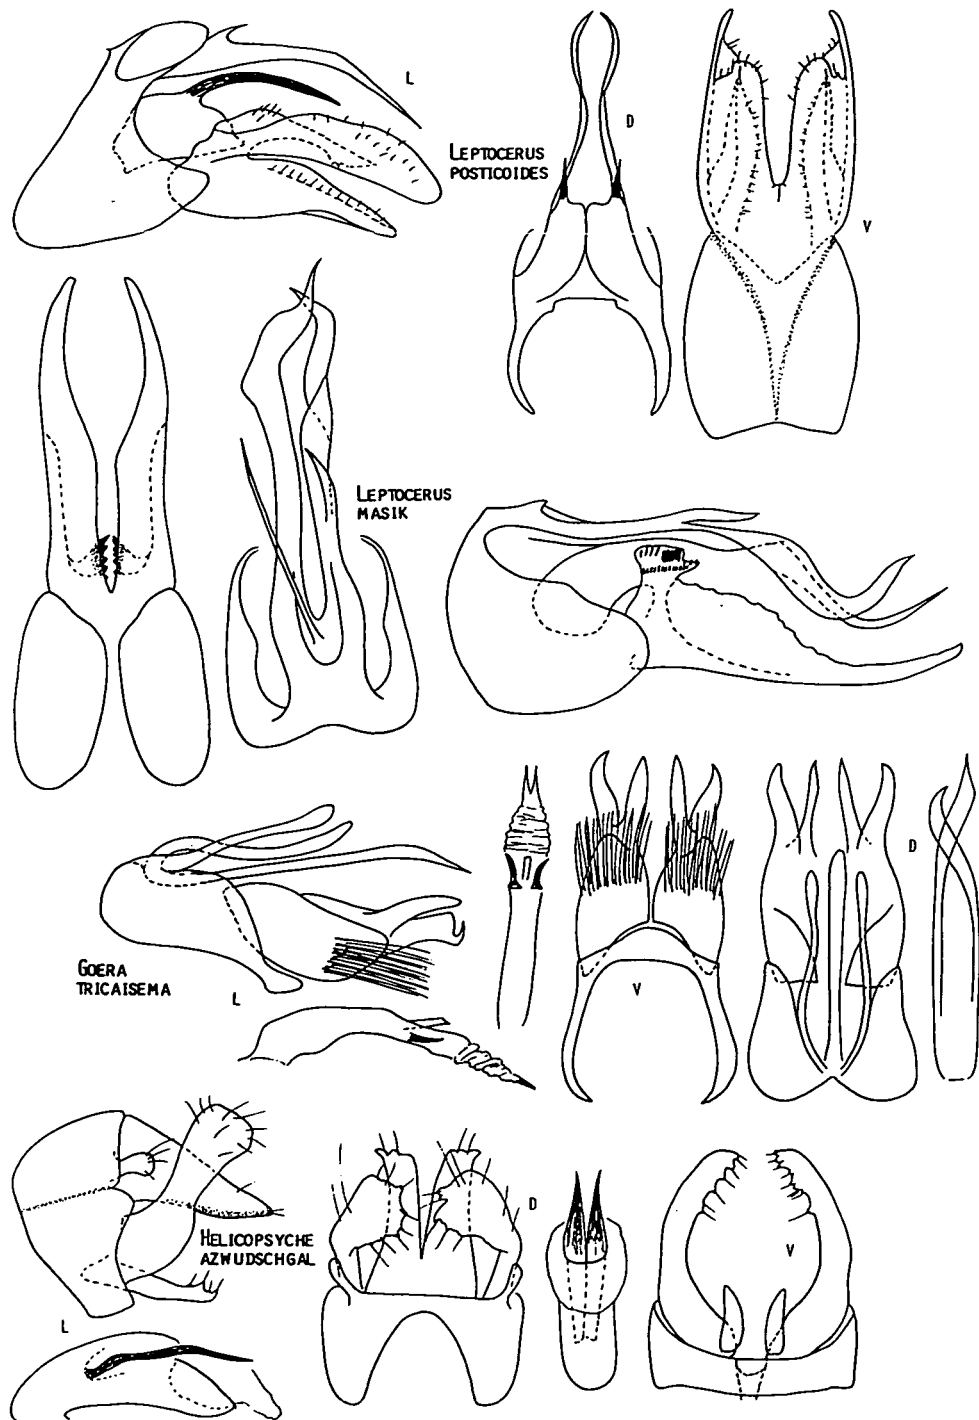 L
D
LEPTOCERUS
POSTICOIDES
V
LEPTOCERUS
MASIK
D
GOERA
TRICAISEMA
L
V
D
HELICOPSYCHE
AZWUDSCHGAL
V
L